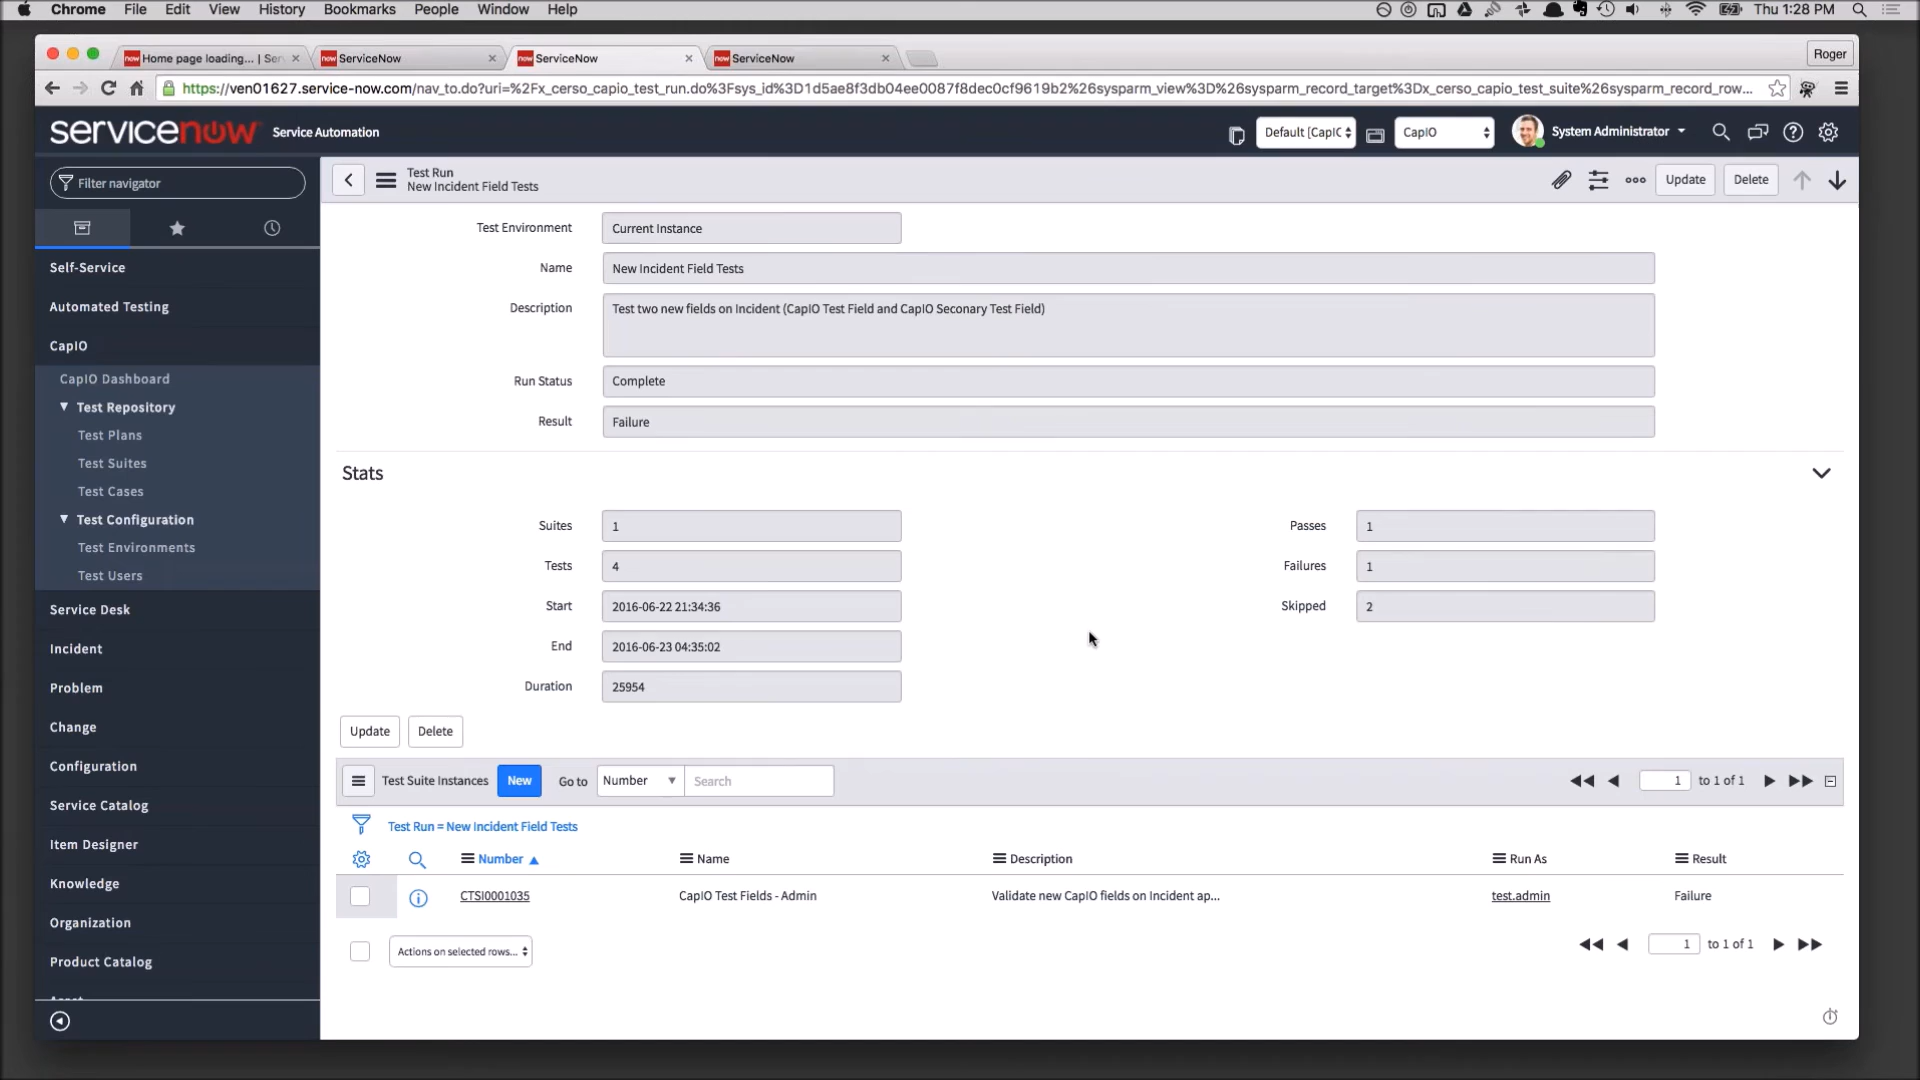 Chrome File Edit View History Bookmarks People Window Help Thu 1:28 PM
Home page loading... | Ser ServiceNow ServiceNow ServiceNow Roger
https://ven01627.service-now.com/nav_to.do?uri=%2Fx_cerso_capio_test_run.do%3Fsys_id%3D1d5ae8f3db04ee0087f8dec0cf9619b2%26sysparm_view%3D%26sysparm_record_target%3Dx_cerso_capio_test_suite%26sysparm_record_row...
servicenow Service Automation Default [CapIO CapIO System Administrator
Filter navigator
Self-Service
Automated Testing
CapIO
CapIO Dashboard
Test Repository
Test Plans
Test Suites
Test Cases
Test Configuration
Test Environments
Test Users
Service Desk
Incident
Problem
Change
Configuration
Service Catalog
Item Designer
Knowledge
Organization
Product Catalog
Test Run
New Incident Field Tests
Update Delete
Test Environment Current Instance
Name New Incident Field Tests
Description Test two new fields on Incident (CapIO Test Field and CapIO Seconary Test Field)
Run Status Complete
Result Failure
Stats
Suites 1 Passes 1
Tests 4 Failures 1
Start 2016-06-22 21:34:36 Skipped 2
End 2016-06-23 04:35:02
Duration 25954
Update Delete
Test Suite Instances New Go to Number Search 1 to 1 of 1
Test Run = New Incident Field Tests
Number Name Description Run As Result
CTSI0001035 CapIO Test Fields - Admin Validate new CapIO fields on Incident ap... test.admin Failure
Actions on selected rows... 1 to 1 of 1